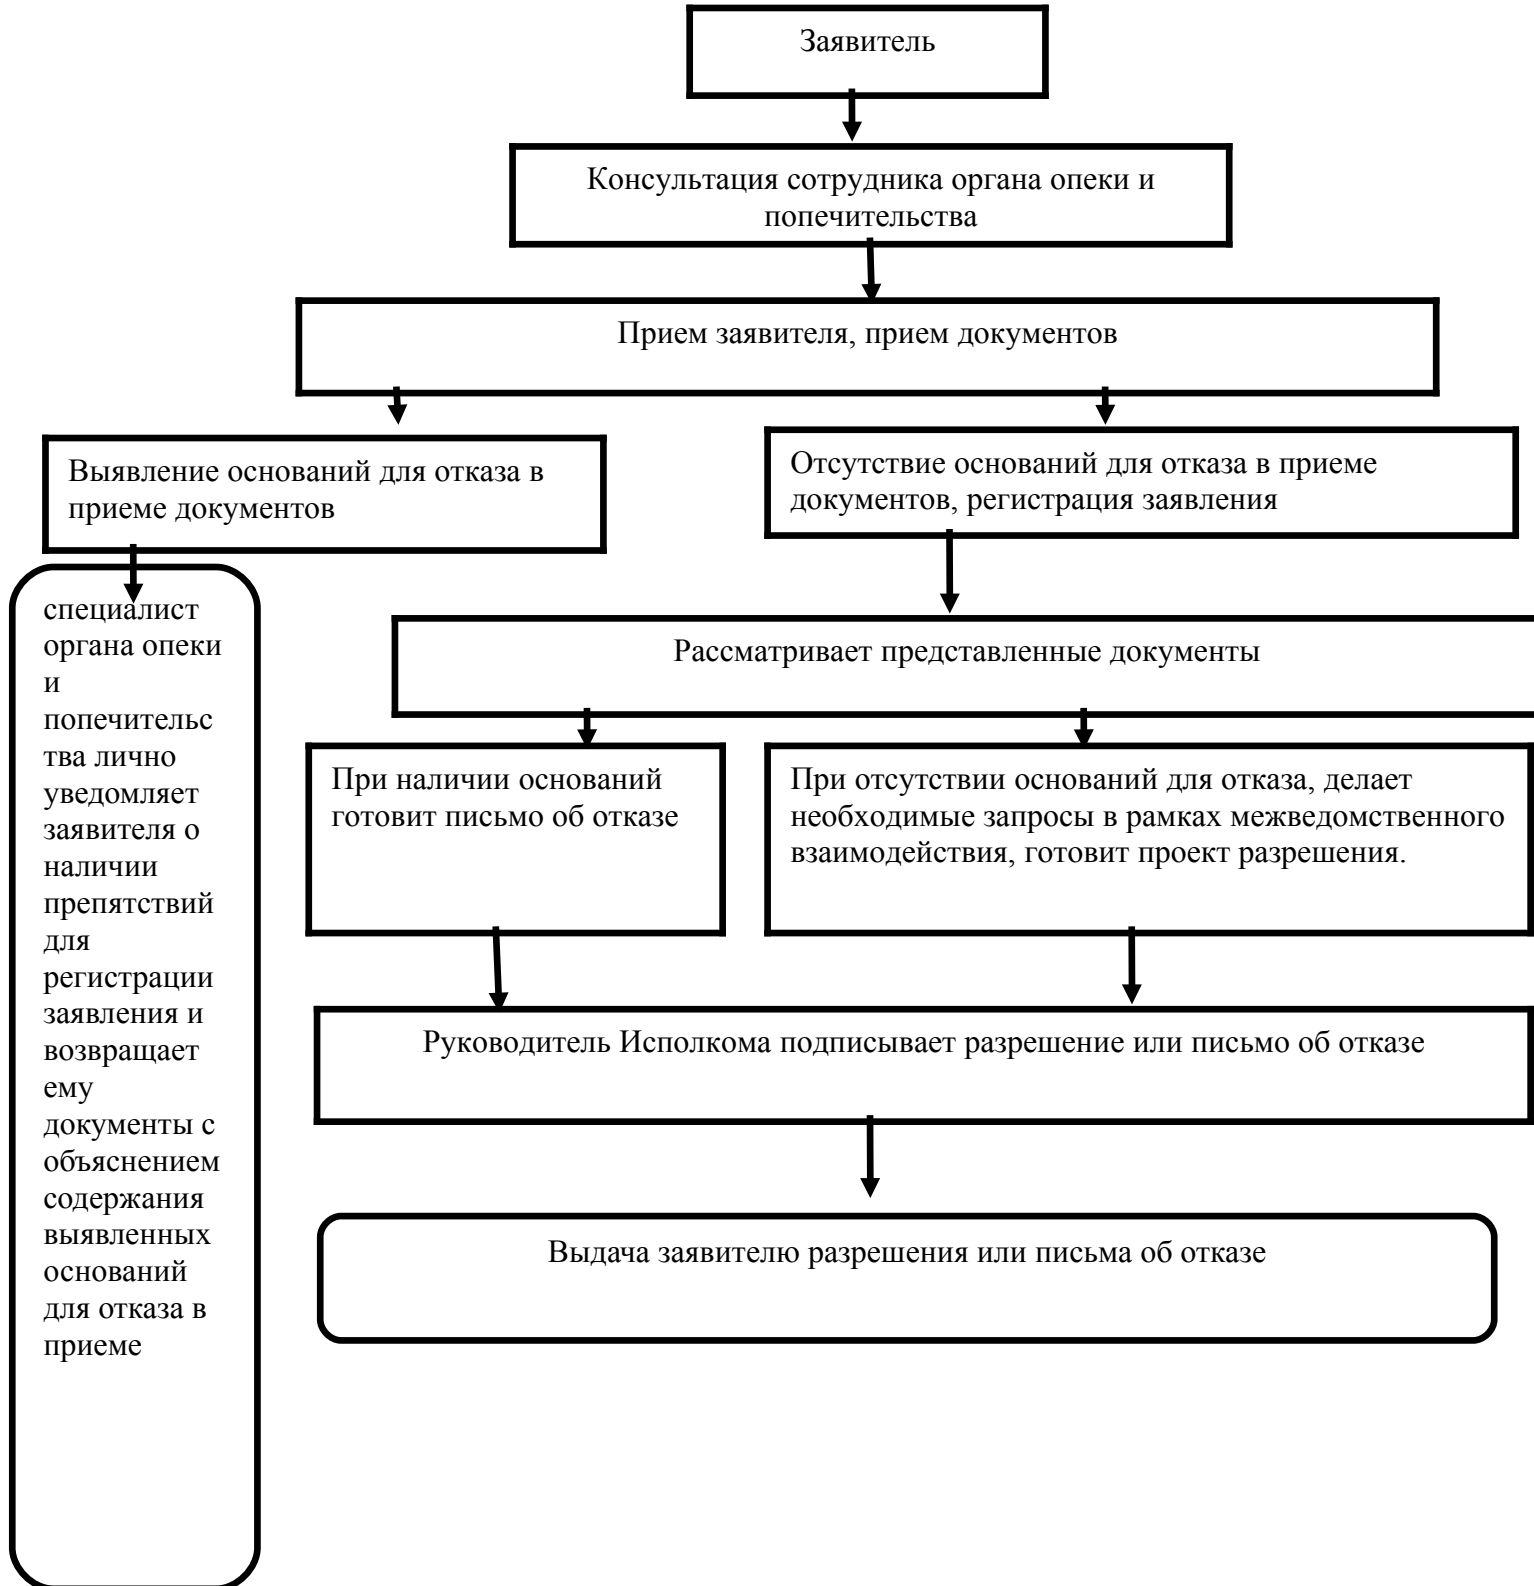 Заявитель
Консультация сотрудника органа опеки и
попечительства
Прием заявителя, прием документов
Выявление оснований для отказа в
приеме документов
Отсутствие оснований для отказа в приеме
документов, регистрация заявления
специалист
органа опеки
и
попечительс
тва лично
уведомляет
заявителя о
наличии
препятствий
для
регистрации
заявления и
возвращает
ему
документы с
объяснением
содержания
выявленных
оснований
для отказа в
приеме
Рассматривает представленные документы
При наличии оснований
готовит письмо об отказе
При отсутствии оснований для отказа, делает
необходимые запросы в рамках межведомственного
взаимодействия, готовит проект разрешения.
Руководитель Исполкома подписывает разрешение или письмо об отказе
Выдача заявителю разрешения или письма об отказе